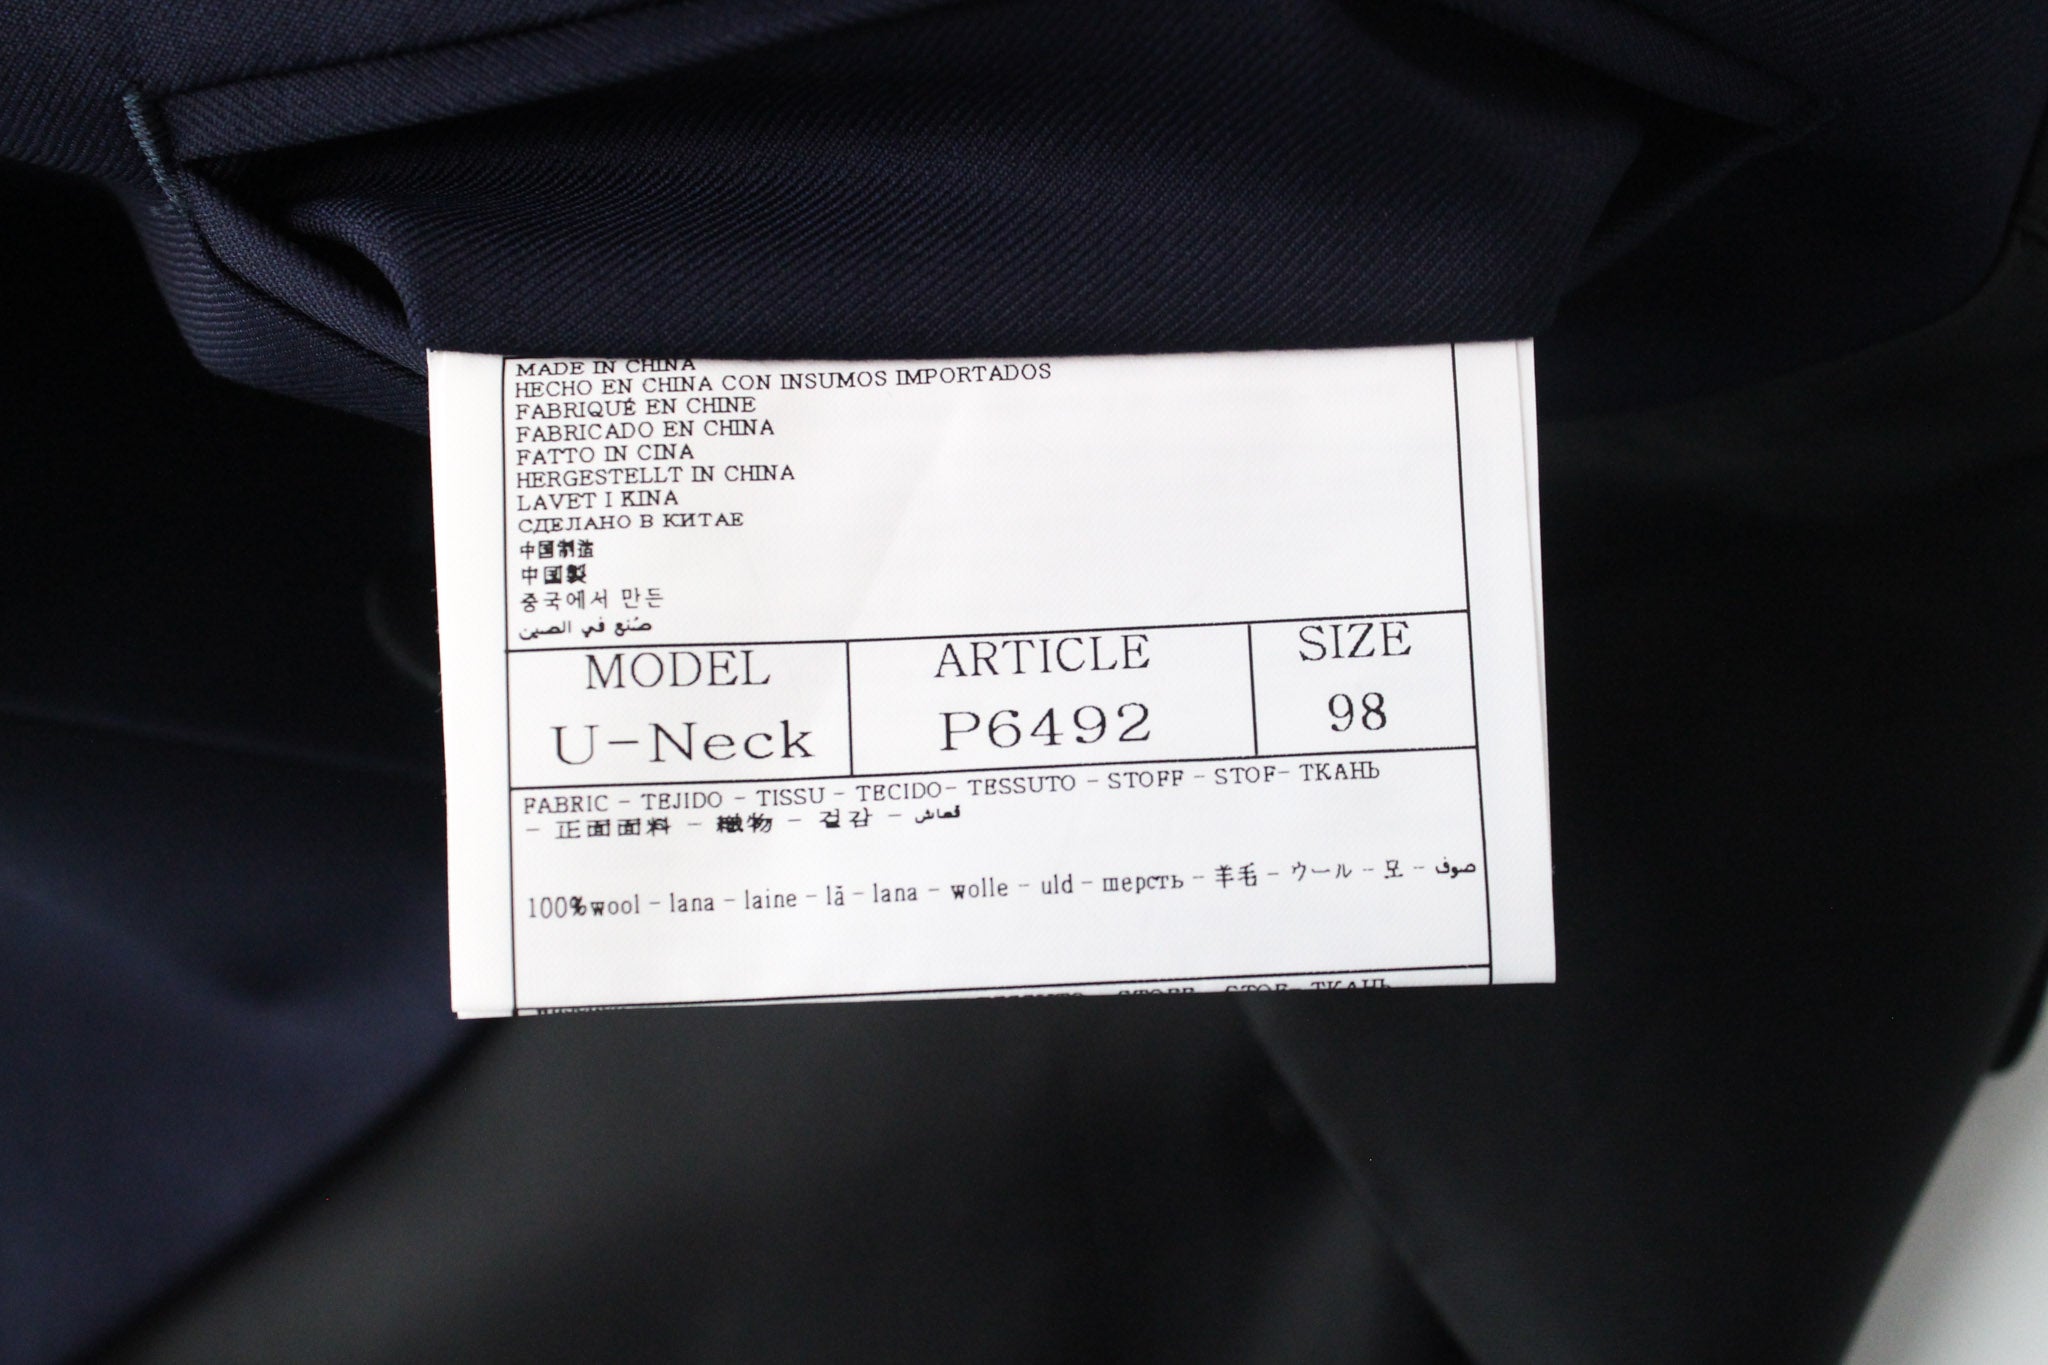 MADE IN CHINA
HECHO EN CHINA CON INSUMOS IMPORTADOS
FABRIQUÉ EN CHINE
FABRICADO EN CHINA
FATTO IN CINA
HERGESTELLT IN CHINA
LAVET I KINA
СДЕЛАНО В КИТАЕ
中国制造
中国製
중국에서 만든
صنع في الصين
MODEL ARTICLE SIZE
U-Neck P6492 98
FABRIC - TEJIDO - TISSU - TECIDO- TESSUTO - STOFF - STOF- ТКАНЬ
- 正面面料 - 織物 - 겉감 - قماش
100%wool - lana - laine - lã - lana - wolle - uld - шерсть - 羊毛 - ウール - 모 - صوف
TESSUTO - STOFF - STOF- ТКАНЬ